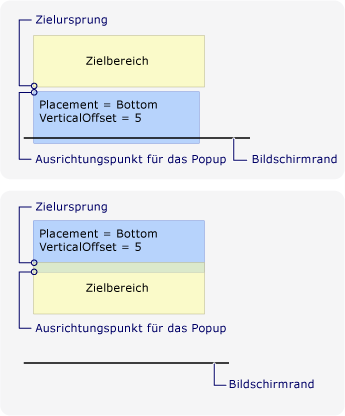 Zielursprung
Zielbereich
Placement = Bottom
VerticalOffset = 5
Ausrichtungspunkt für das Popup
Bildschirmrand
Zielursprung
Placement = Bottom
VerticalOffset = 5
Zielbereich
Ausrichtungspunkt für das Popup
Bildschirmrand